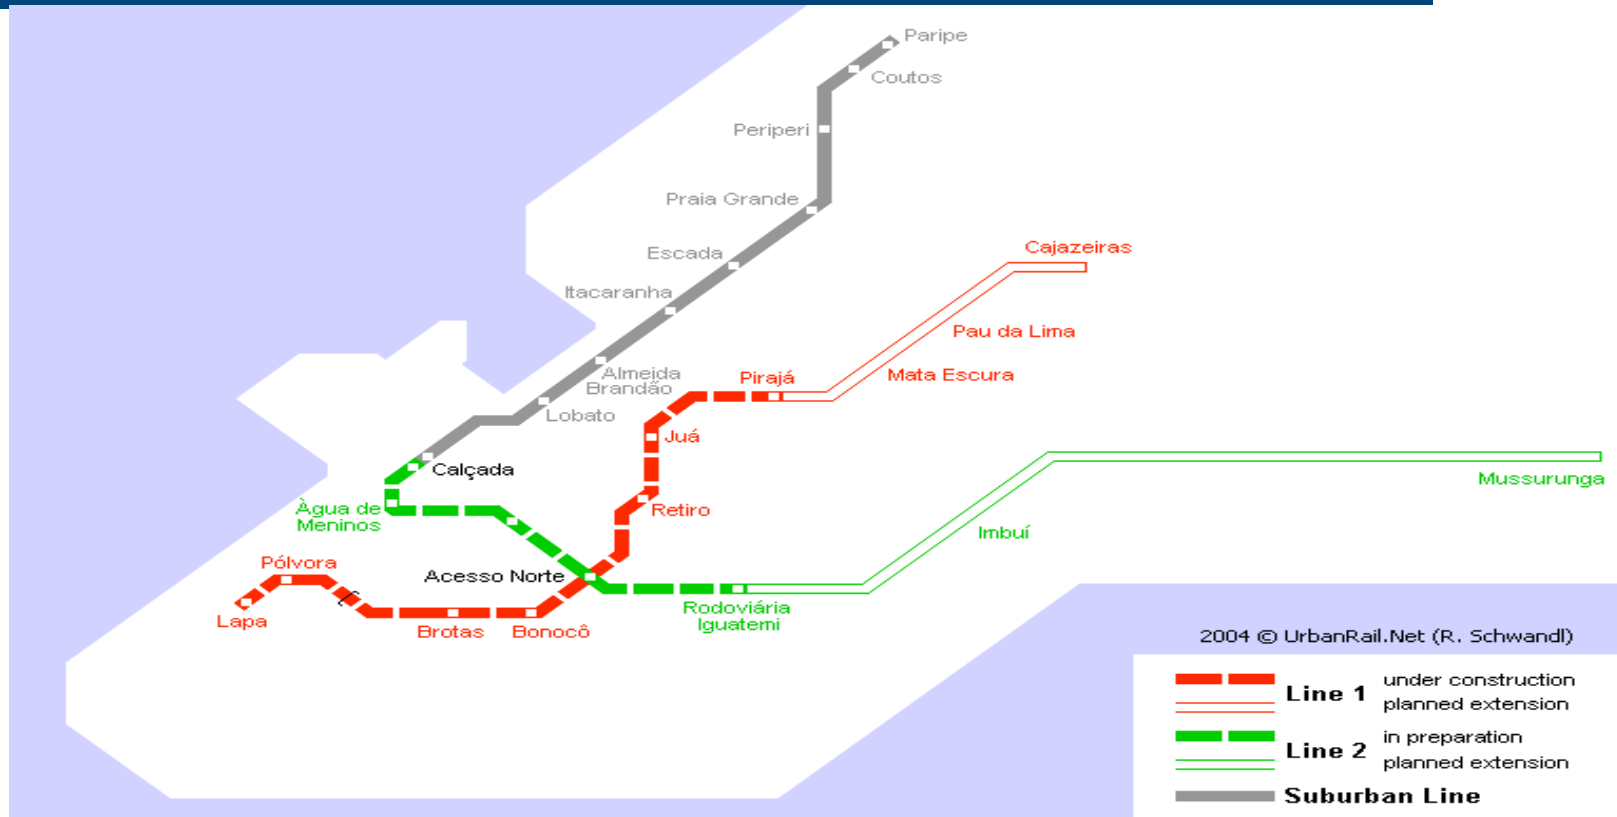 Paripe
Coutos
Periperi
Praia Grande
Escada
Itacaranha
Almeida
Brandão
Lobato
Calçada
Cajazeiras
Pau da Lima
Mata Escura
Pirajá
Juá
Retiro
Àgua de
Meninos
Acesso Norte
Pólvora
Lapa
Brotas
Bonocô
Rodoviária
Iguatemi
Imbuí
Mussurunga
2004 © UrbanRail.Net (R. Schwandl)
Line 1
under construction
planned extension
Line 2
in preparation
planned extension
Suburban Line